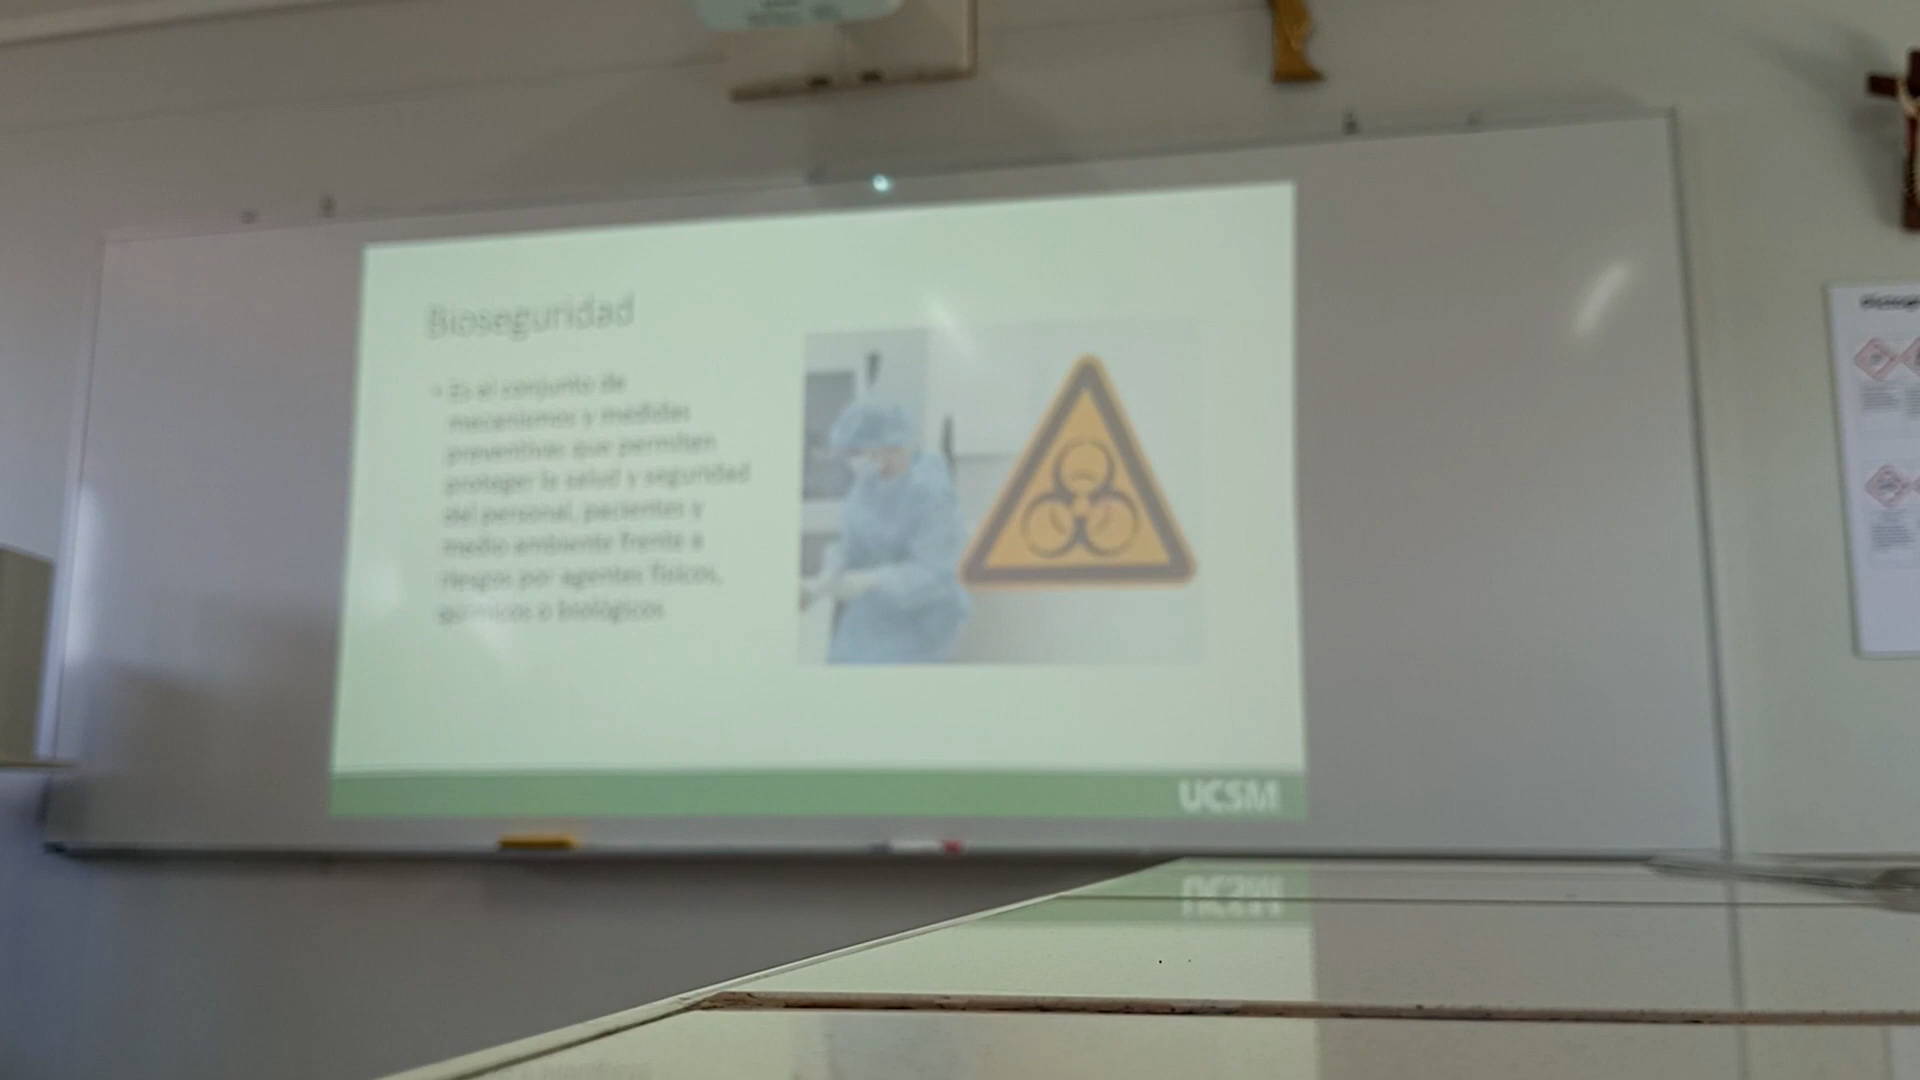 Bioseguridad
• Es el conjunto de
mecanismos y medidas
preventivas que permiten
proteger la salud y seguridad
del personal, pacientes y
medio ambiente frente a
riesgos por agentes físicos,
químicos o biológicos
UCSM